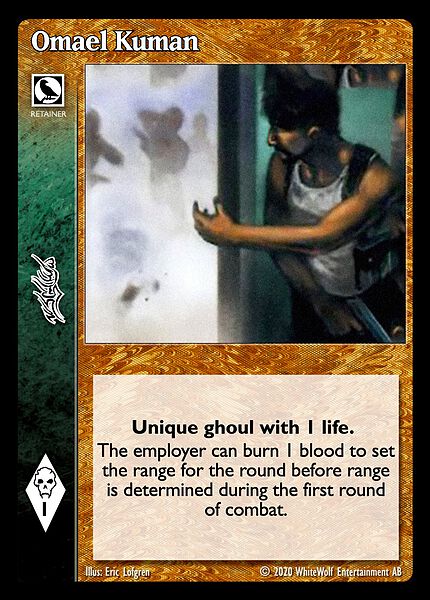 Omael Kuman
RETAINER
Unique ghoul with 1 life.
The employer can burn 1 blood to set
the range for the round before range
is determined during the first round
of combat.
1
Illus: Eric Lofgren
© 2020 WhiteWolf Entertainment AB